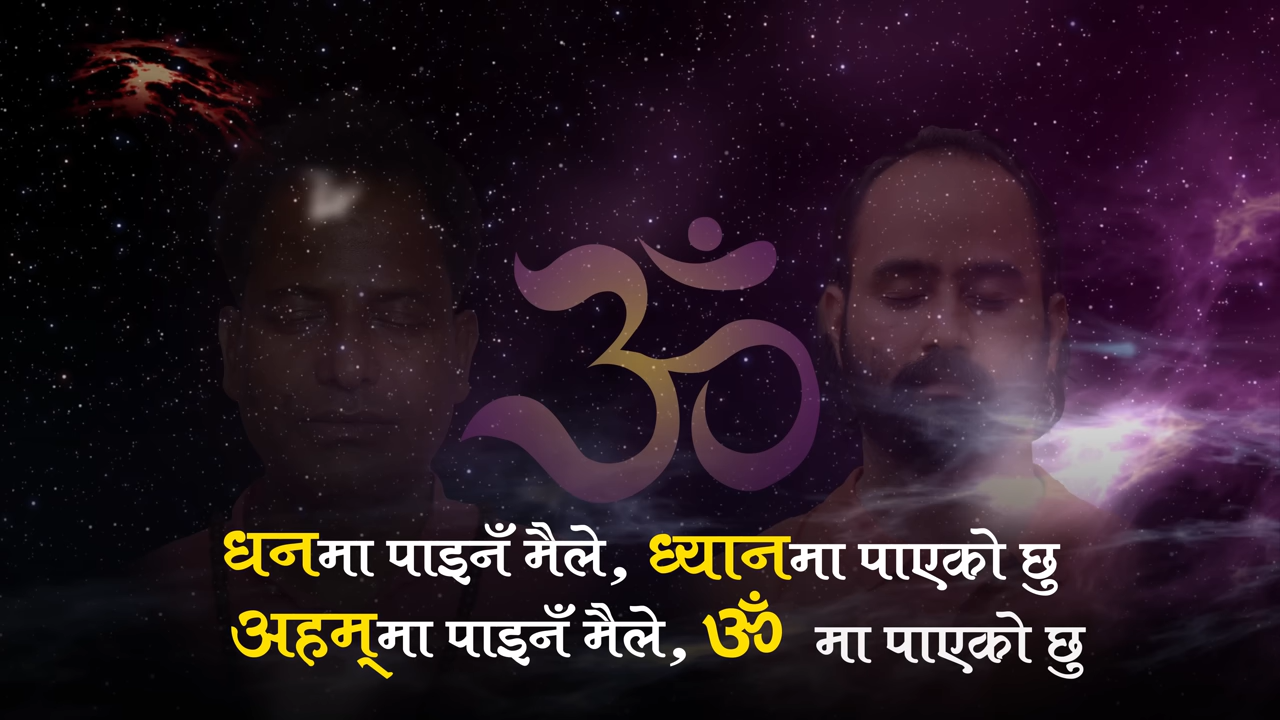 ॐ
धनमा पाइनँ मैले, ध्यानमा पाएको छु
अहम्‌मा पाइनँ मैले, ॐ मा पाएको छु